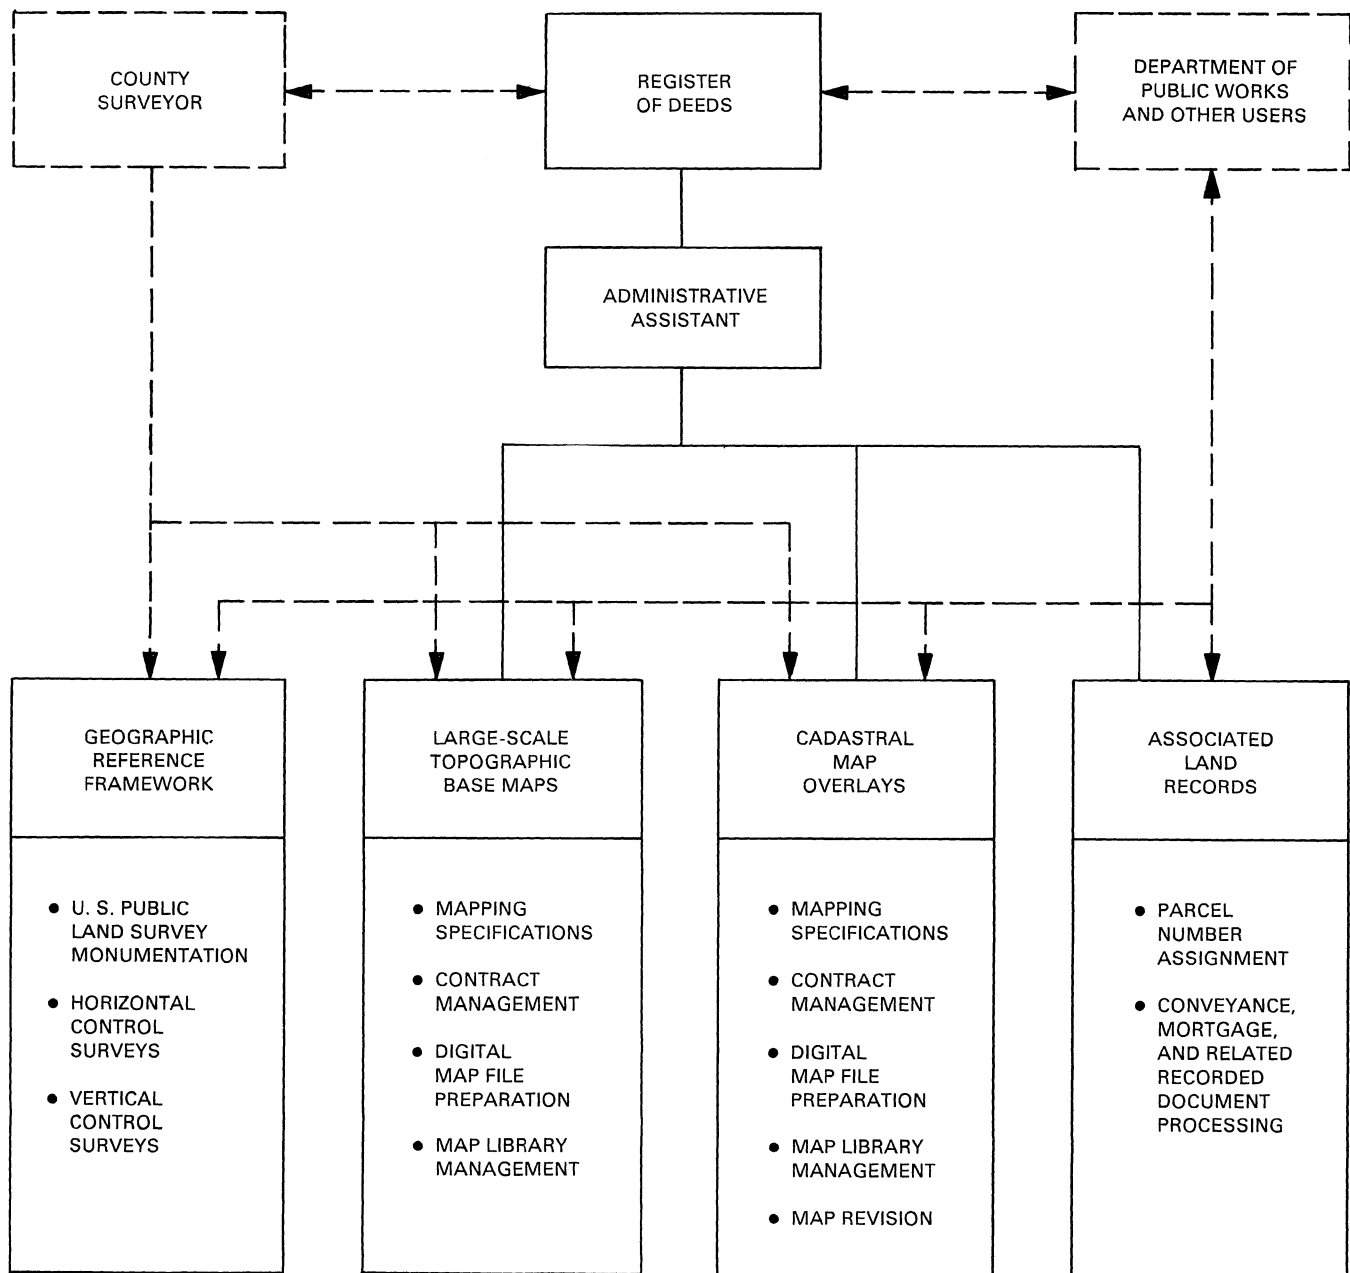 COUNTY
SURVEYOR
REGISTER
OF DEEDS
DEPARTMENT OF
PUBLIC WORKS
AND OTHER USERS
ADMINISTRATIVE
ASSISTANT
GEOGRAPHIC
REFERENCE
FRAMEWORK
● U. S. PUBLIC
LAND SURVEY
MONUMENTATION
● HORIZONTAL
CONTROL
SURVEYS
● VERTICAL
CONTROL
SURVEYS
LARGE-SCALE
TOPOGRAPHIC
BASE MAPS
● MAPPING
SPECIFICATIONS
● CONTRACT
MANAGEMENT
● DIGITAL
MAP FILE
PREPARATION
● MAP LIBRARY
MANAGEMENT
CADASTRAL
MAP
OVERLAYS
● MAPPING
SPECIFICATIONS
● CONTRACT
MANAGEMENT
● DIGITAL
MAP FILE
PREPARATION
● MAP LIBRARY
MANAGEMENT
● MAP REVISION
ASSOCIATED
LAND
RECORDS
● PARCEL
NUMBER
ASSIGNMENT
● CONVEYANCE,
MORTGAGE,
AND RELATED
RECORDED
DOCUMENT
PROCESSING